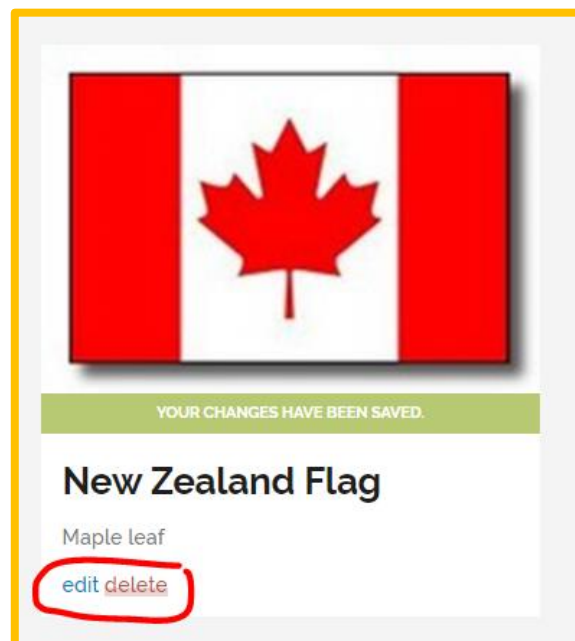 YOUR CHANGES HAVE BEEN SAVED.
New Zealand Flag
Maple leaf
edit delete